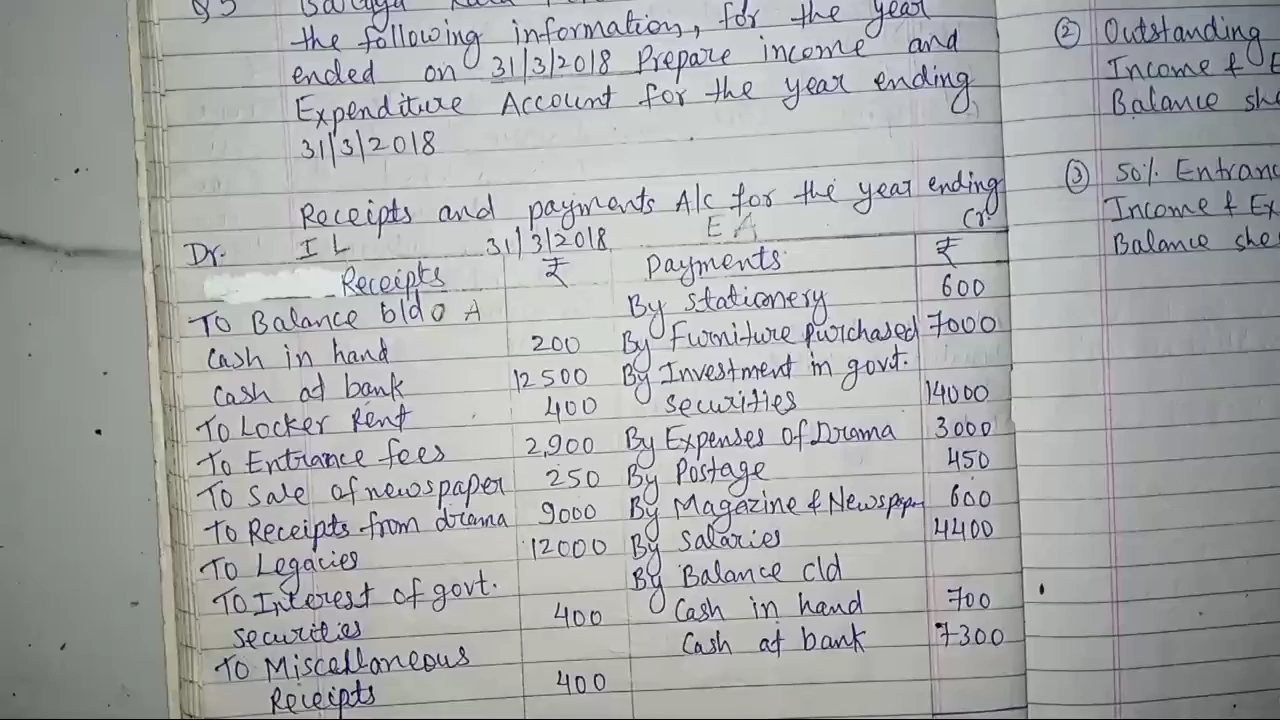 the following information, for the year
ended on 31/3/2018 Prepare income and
Expenditure Account for the year ending
31/3/2018
Receipts and payments A/c for the year ending
Dr. I L 31/3/2018 E A Cr
Receipts ₹ Payments ₹
To Balance b/d O A By Stationery 600
Cash in hand 200 By Furniture purchased 7000
Cash at bank 12500 By Investment in govt.
securities 14000
To Locker Rent 400
To Entrance fees 2,900 By Expenses of Drama 3000
To Sale of newspaper 250 By Postage 450
To Receipts from drama 9000 By Magazine & Newspaper 600
To Legacies 12000 By Salaries 4400
To Interest of govt. By Balance c/d
securities 400 Cash in hand 700
To Miscellaneous Cash at bank 7300
Receipts 400
② Outstanding
Income & E
Balance she
③ 50% Entranc
Income & Ex
Balance she